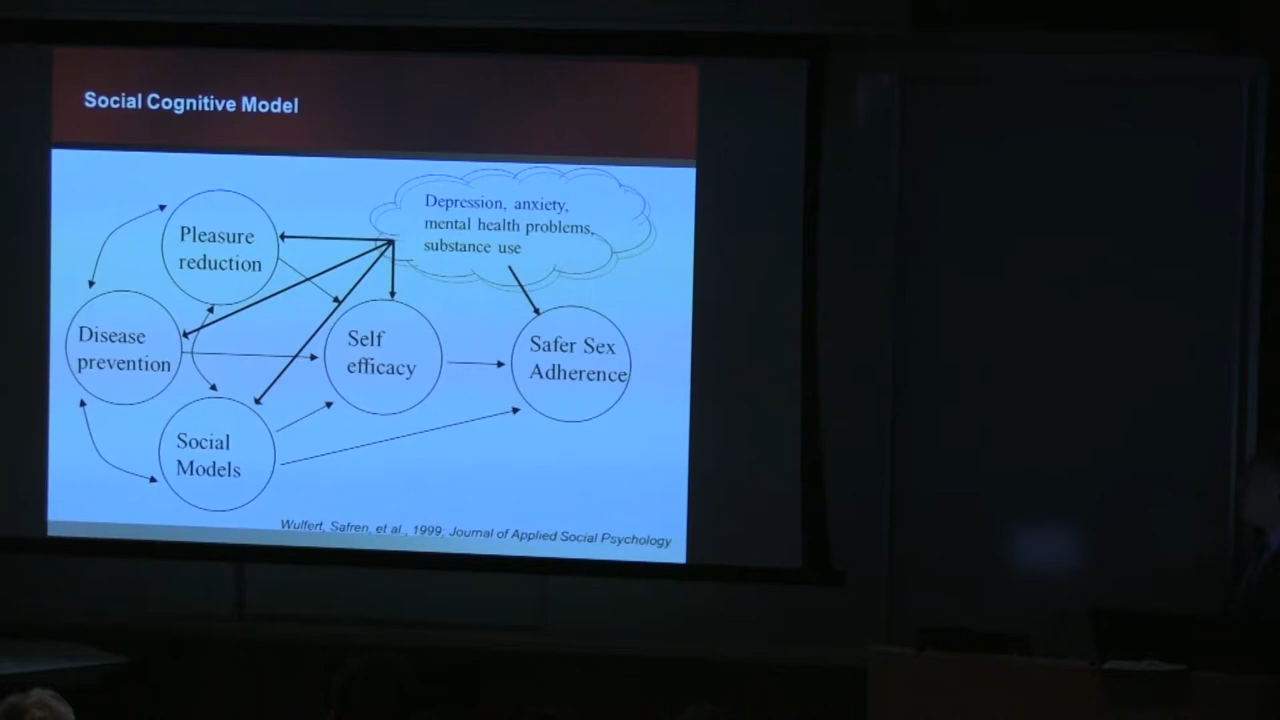 Social Cognitive Model
Depression, anxiety,
mental health problems,
substance use
Pleasure
reduction
Disease
prevention
Self
efficacy
Safer Sex
Adherence
Social
Models
Wulfert, Safren, et al., 1999; Journal of Applied Social Psychology